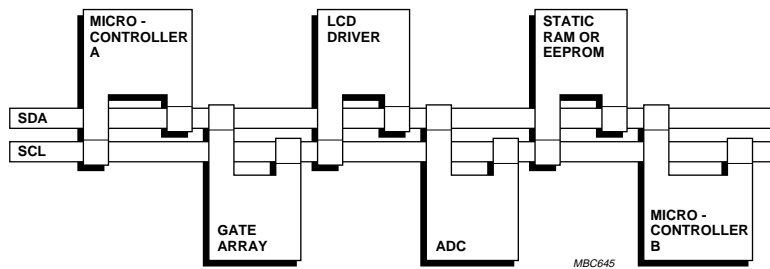 MICRO -
CONTROLLER
A
LCD
DRIVER
STATIC
RAM OR
EEPROM
SDA
SCL
GATE
ARRAY
ADC
MICRO -
CONTROLLER
B
MBC645